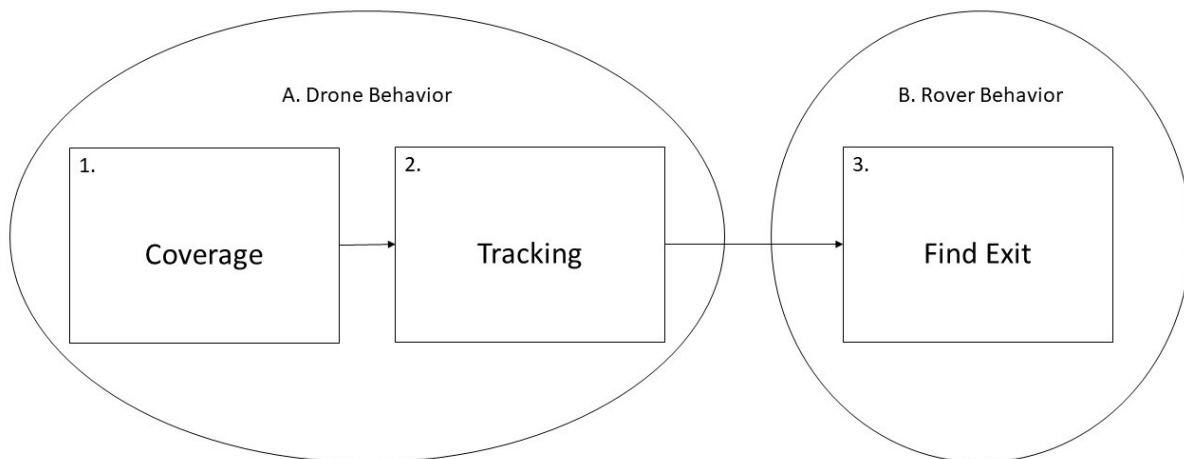 A. Drone Behavior
B. Rover Behavior
1.
Coverage
2.
Tracking
3.
Find Exit